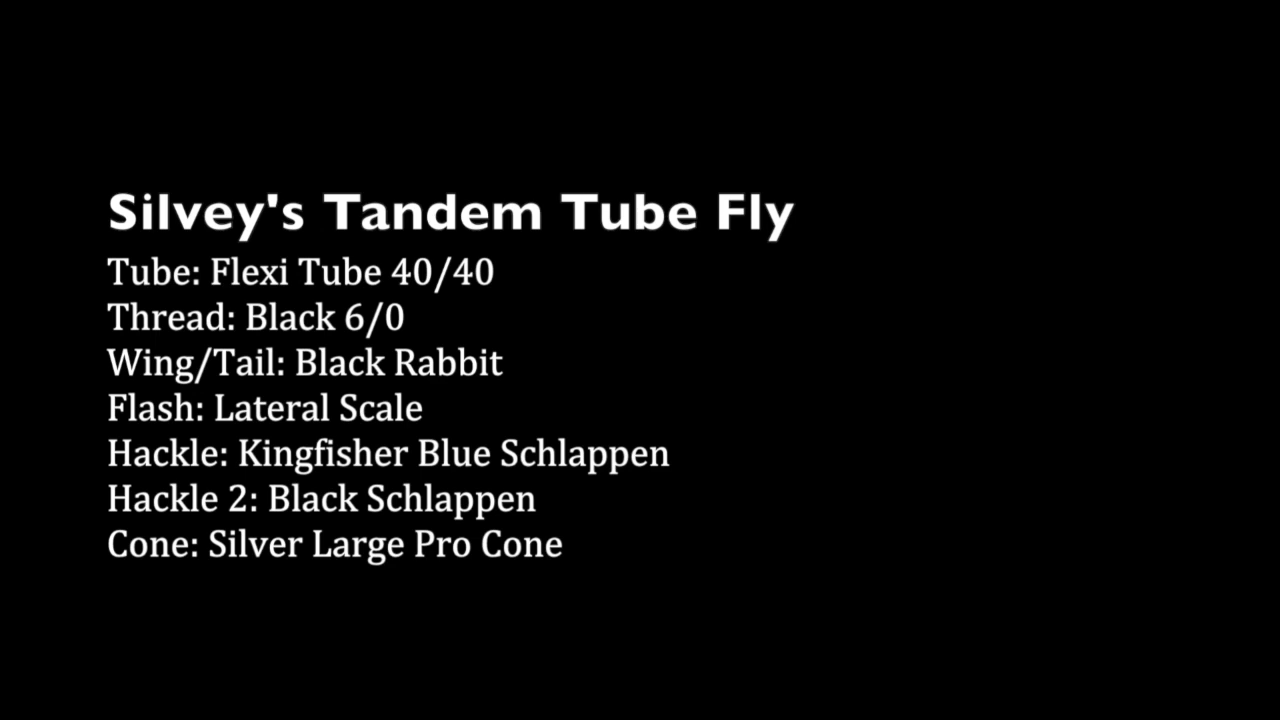 Silvey's Tandem Tube Fly
Tube: Flexi Tube 40/40
Thread: Black 6/0
Wing/Tail: Black Rabbit
Flash: Lateral Scale
Hackle: Kingfisher Blue Schlappen
Hackle 2: Black Schlappen
Cone: Silver Large Pro Cone